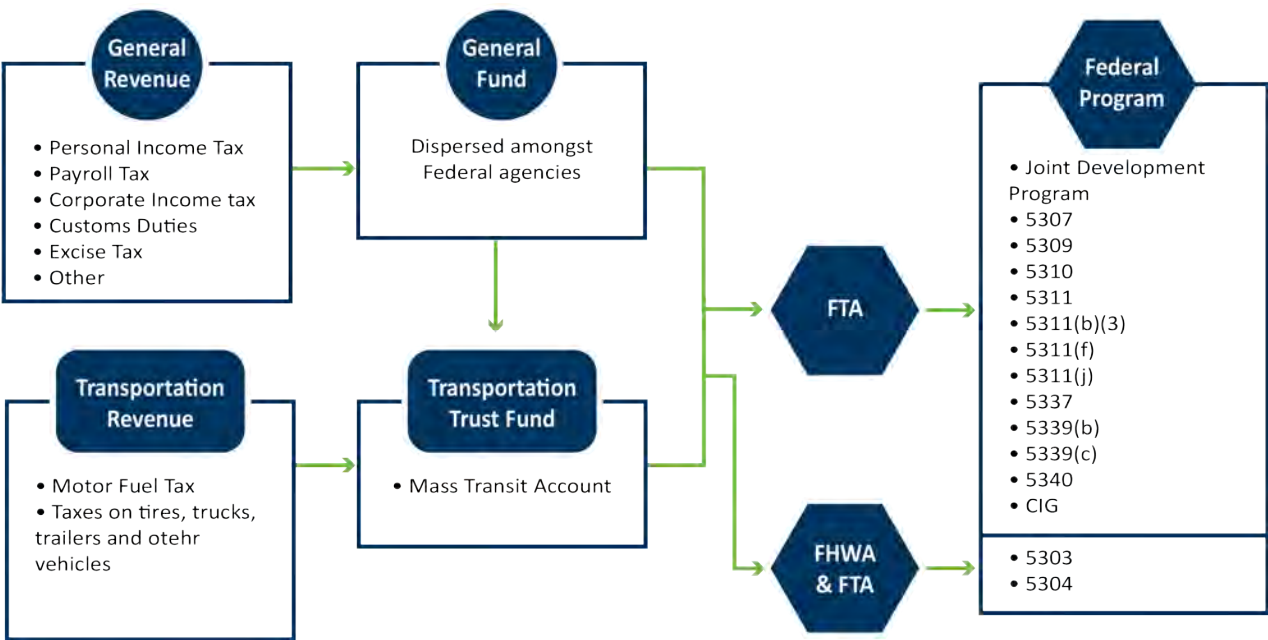 General
Revenue
• Personal Income Tax
• Payroll Tax
• Corporate Income tax
• Customs Duties
• Excise Tax
• Other
General
Fund
Dispersed amongst
Federal agencies
Transportation
Revenue
• Motor Fuel Tax
• Taxes on tires, trucks,
trailers and otehr
vehicles
Transportation
Trust Fund
• Mass Transit Account
FTA
FHWA
& FTA
Federal
Program
• Joint Development
Program
• 5307
• 5309
• 5310
• 5311
• 5311(b)(3)
• 5311(f)
• 5311(j)
• 5337
• 5339(b)
• 5339(c)
• 5340
• CIG
• 5303
• 5304